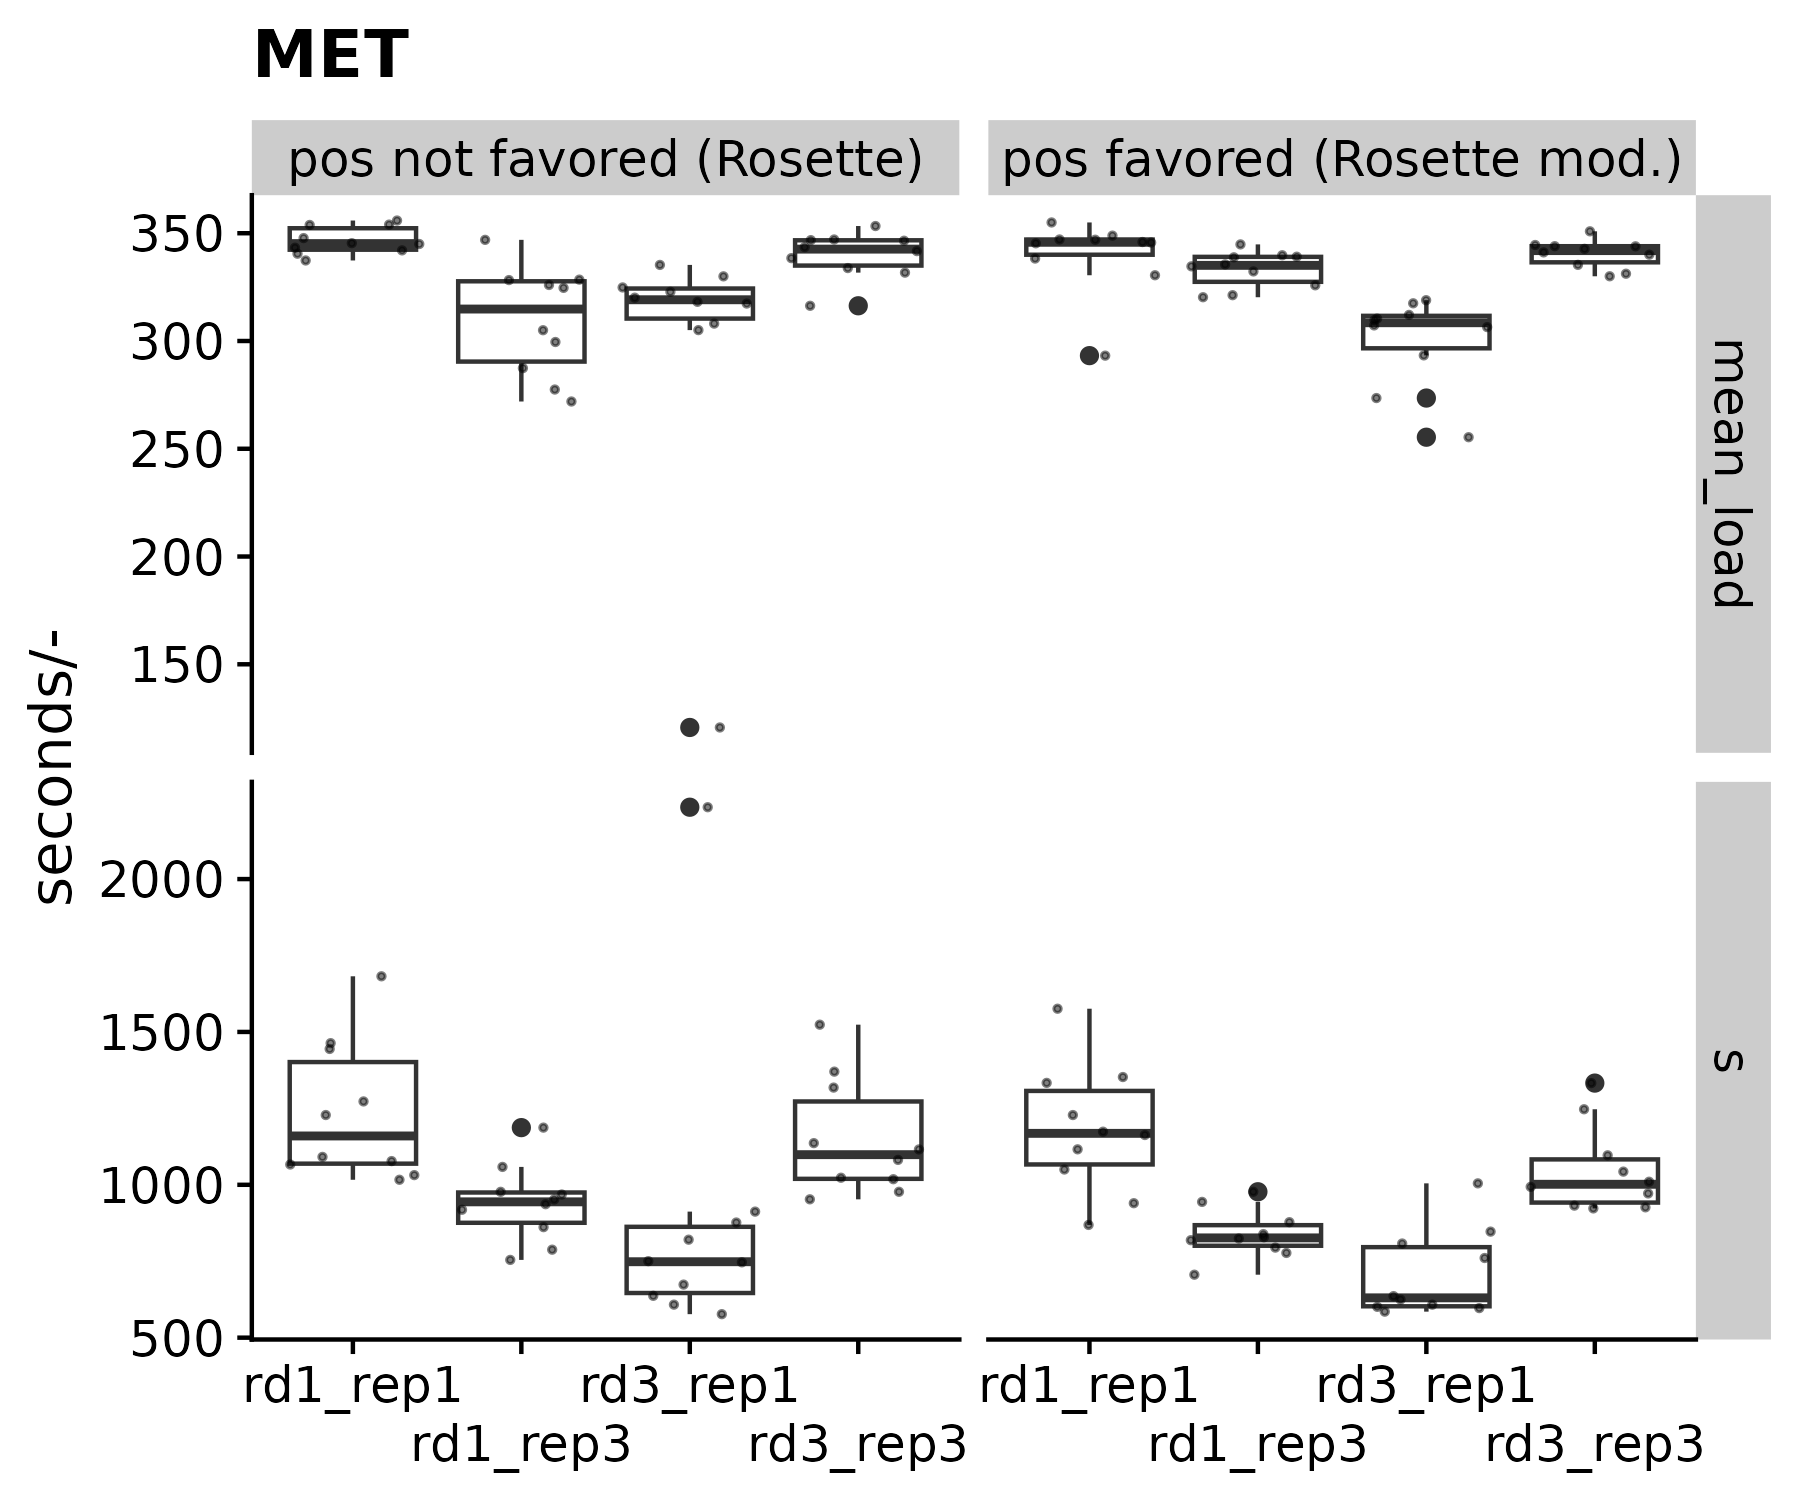 MET
pos not favored (Rosette)
pos favored (Rosette mod.)
350
300
250
200
150
mean_load
seconds/-
2000
1500
1000
500
s
rd1_rep1
rd1_rep3
rd3_rep1
rd3_rep3
rd1_rep1
rd1_rep3
rd3_rep1
rd3_rep3